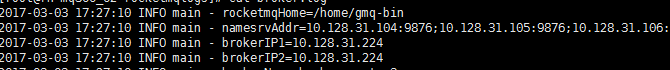 2017-03-03 17:27:10 INFO main - rocketmqHome=/home/gmq-bin
2017-03-03 17:27:10 INFO main - namesrvAddr=10.128.31.104:9876;10.128.31.105:9876;10.128.31.106:
2017-03-03 17:27:10 INFO main - brokerIP1=10.128.31.224
2017-03-03 17:27:10 INFO main - brokerIP2=10.128.31.224